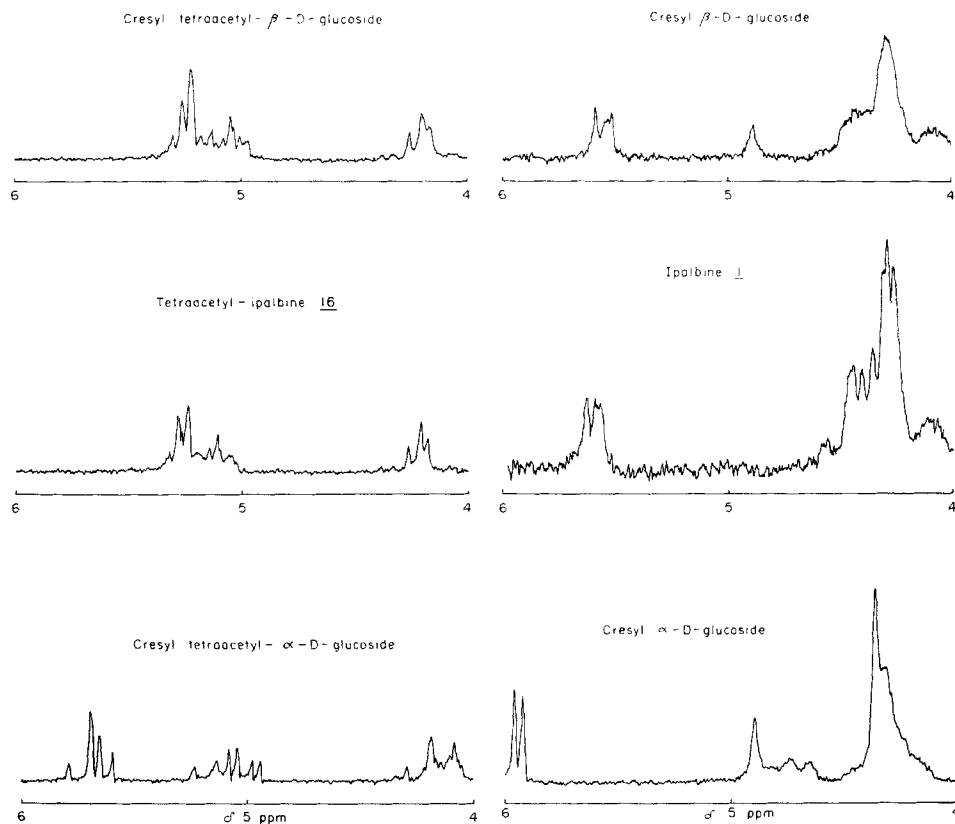 Cresyl tetraacetyl-β-D-glucoside
Cresyl β-D-glucoside
6 5 4
6 5 4
Tetraacetyl-ipalbine 16
Ipalbine 1
6 5 4
6 5 4
Cresyl tetraacetyl-α-D-glucoside
Cresyl α-D-glucoside
6 5 4
δ ppm
6 5 4
δ ppm